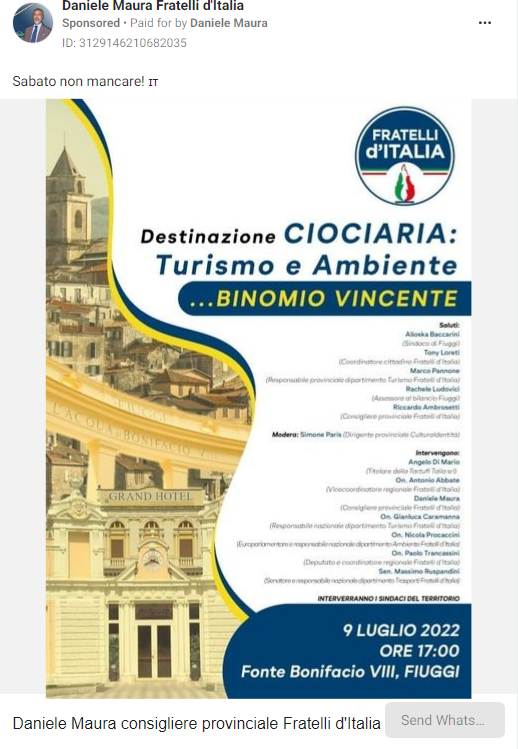 Daniele Maura Fratelli d'Italia
Sponsored • Paid for by Daniele Maura
ID: 3129146210682035
Sabato non mancare! IT
FRATELLI
d'ITALIA
Destinazione CIOCIARIA:
Turismo e Ambiente
...BINOMIO VINCENTE
Saluti:
Alioska Baccarini
(Sindaco di Fiuggi)
Tony Loreti
(Coordinatore cittadino Fratelli d'Italia)
Marco Pannone
(Responsabile provinciale dipartimento Turismo Fratelli d'Italia)
Rachele Ludovici
(Assessore al bilancio Fiuggi)
Riccardo Ambrosetti
(Consigliere provinciale Fratelli d'Italia)
Modera: Simone Paris (Dirigente provinciale Culturaidentità)
Intervengono:
Angelo Di Mario
(Titolare della Tartufi Talia srl)
On. Antonio Abbate
(Vicecoordinatore regionale Fratelli d'Italia)
Daniele Maura
(Consigliere provinciale Fratelli d'Italia)
On. Gianluca Caramanna
(Responsabile nazionale dipartimento Turismo Fratelli d'Italia)
On. Nicola Procaccini
(Europarlamentare e responsabile nazionale dipartimento Ambiente Fratelli d'Italia)
On. Paolo Trancassini
(Deputato e coordinatore regionale Fratelli d'Italia)
Sen. Massimo Ruspandini
(Senatore e responsabile nazionale dipartimento Trasporti Fratelli d'Italia)
INTERVERRANNO I SINDACI DEL TERRITORIO
FIUGGI
L'ACQUA DI BONIFACIO VIII
GRAND HOTEL
9 LUGLIO 2022
ORE 17:00
Fonte Bonifacio VIII, FIUGGI
Daniele Maura consigliere provinciale Fratelli d'Italia
Send Whats...